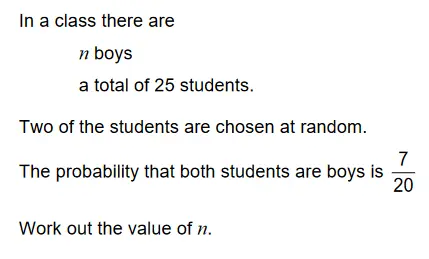 In a class there are
n boys
a total of 25 students.
Two of the students are chosen at random.
The probability that both students are boys is 7/20
Work out the value of n.